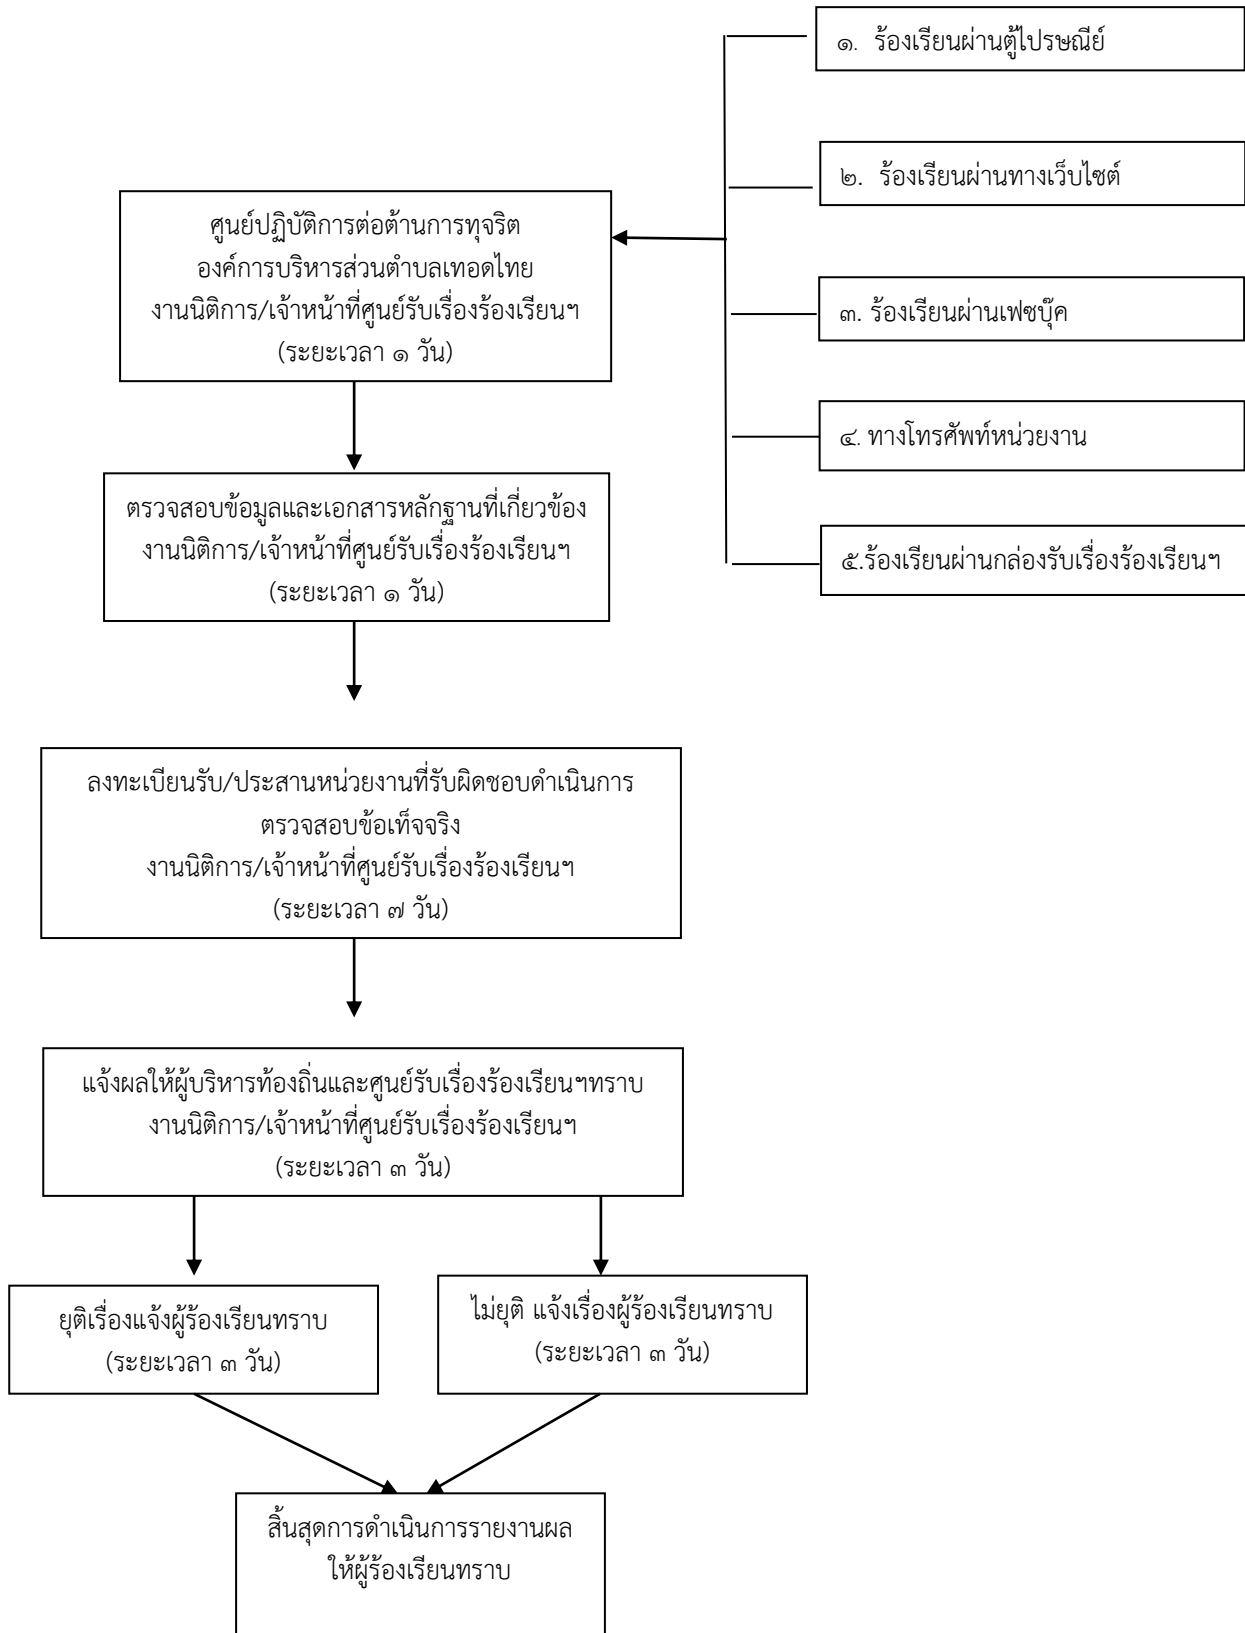 ๑. ร้องเรียนผ่านตู้ไปรษณีย์
๒. ร้องเรียนผ่านทางเว็บไซต์
๓. ร้องเรียนผ่านเฟซบุ๊ค
๔. ทางโทรศัพท์หน่วยงาน
๕.ร้องเรียนผ่านกล่องรับเรื่องร้องเรียนฯ
ศูนย์ปฏิบัติการต่อต้านการทุจริต
องค์การบริหารส่วนตำบลเทอดไทย
งานนิติการ/เจ้าหน้าที่ศูนย์รับเรื่องร้องเรียนฯ
(ระยะเวลา ๑ วัน)
ตรวจสอบข้อมูลและเอกสารหลักฐานที่เกี่ยวข้อง
งานนิติการ/เจ้าหน้าที่ศูนย์รับเรื่องร้องเรียนฯ
(ระยะเวลา ๑ วัน)
ลงทะเบียนรับ/ประสานหน่วยงานที่รับผิดชอบดำเนินการ
ตรวจสอบข้อเท็จจริง
งานนิติการ/เจ้าหน้าที่ศูนย์รับเรื่องร้องเรียนฯ
(ระยะเวลา ๗ วัน)
แจ้งผลให้ผู้บริหารท้องถิ่นและศูนย์รับเรื่องร้องเรียนฯทราบ
งานนิติการ/เจ้าหน้าที่ศูนย์รับเรื่องร้องเรียนฯ
(ระยะเวลา ๓ วัน)
ยุติเรื่องแจ้งผู้ร้องเรียนทราบ
(ระยะเวลา ๓ วัน)
ไม่ยุติ แจ้งเรื่องผู้ร้องเรียนทราบ
(ระยะเวลา ๓ วัน)
สิ้นสุดการดำเนินการรายงานผล
ให้ผู้ร้องเรียนทราบ